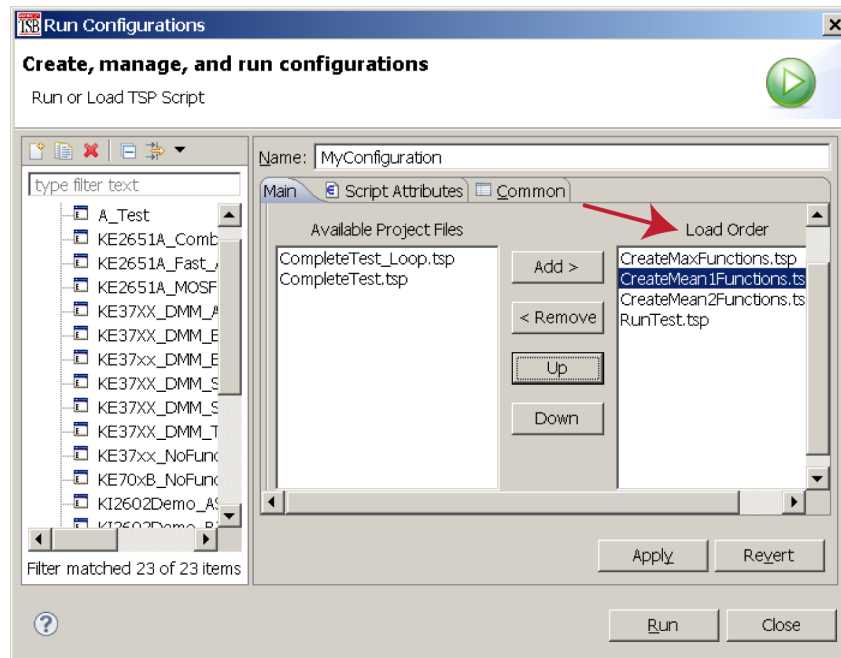 TSB Run Configurations
Create, manage, and run configurations
Run or Load TSP Script
type filter text
A_Test
KE2651A_Comb
KE2651A_Fast_
KE2651A_MOSF
KE37XX_DMM_A
KE37XX_DMM_E
KE37xx_DMM_E
KE37XX_DMM_S
KE37XX_DMM_S
KE37XX_DMM_T
KE37xx_NoFunc
KE70xB_NoFunc
KI2602Demo_AS
Filter matched 23 of 23 items
Name: MyConfiguration
Main Script Attributes Common
Available Project Files
CompleteTest_Loop.tsp
CompleteTest.tsp
Add >
< Remove
Up
Down
Load Order
CreateMaxFunctions.tsp
CreateMean1Functions.ts
CreateMean2Functions.ts
RunTest.tsp
Apply Revert
Run Close